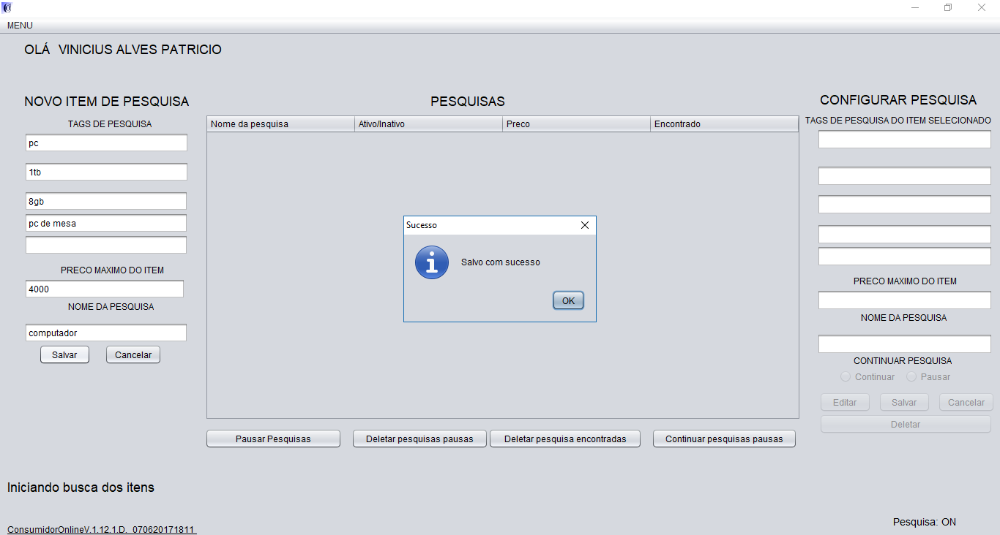 MENU
OLÁ VINICIUS ALVES PATRICIO
NOVO ITEM DE PESQUISA
TAGS DE PESQUISA
pc
1tb
8gb
pc de mesa
PRECO MAXIMO DO ITEM
4000
NOME DA PESQUISA
computador
Salvar Cancelar
PESQUISAS
Nome da pesquisa Ativo/Inativo Preco Encontrado
Sucesso
Salvo com sucesso
OK
Pausar Pesquisas Deletar pesquisas pausas Deletar pesquisa encontradas Continuar pesquisas pausas
CONFIGURAR PESQUISA
TAGS DE PESQUISA DO ITEM SELECIONADO
PRECO MAXIMO DO ITEM
NOME DA PESQUISA
CONTINUAR PESQUISA
Continuar Pausar
Editar Salvar Cancelar
Deletar
Iniciando busca dos itens
ConsumidorOnlineV.1.12.1.D. 070620171811
Pesquisa: ON